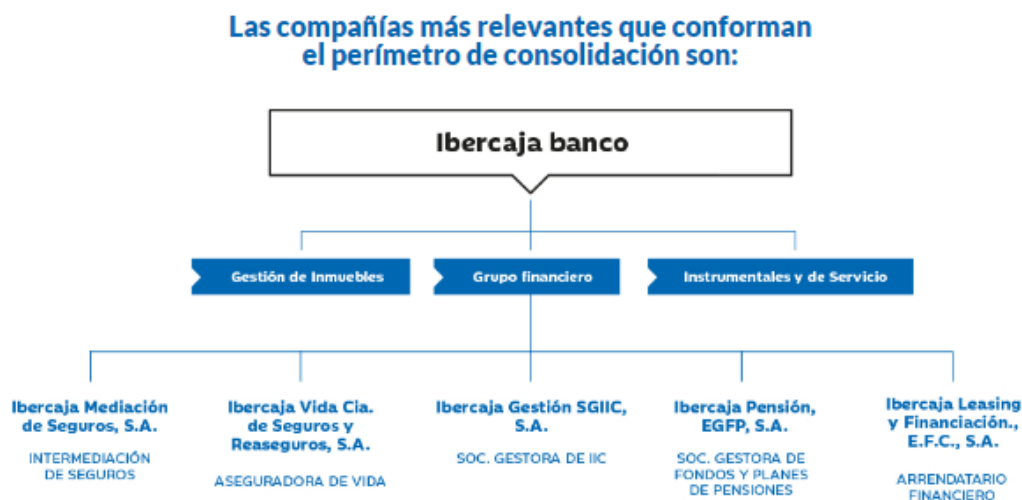 Las compañías más relevantes que conforman
el perímetro de consolidación son:
Ibercaja banco
Gestión de Inmuebles
Grupo financiero
Instrumentales y de Servicio
Ibercaja Mediación
de Seguros, S.A.
INTERMEDIACIÓN
DE SEGUROS
Ibercaja Vida Cia.
de Seguros y
Reaseguros, S.A.
ASEGURADORA DE VIDA
Ibercaja Gestión SGIIC,
S.A.
SOC. GESTORA DE IIC
Ibercaja Pensión,
EGFP, S.A.
SOC. GESTORA DE
FONDOS Y PLANES
DE PENSIONES
Ibercaja Leasing
y Financiación.,
E.F.C., S.A.
ARRENDATARIO
FINANCIERO